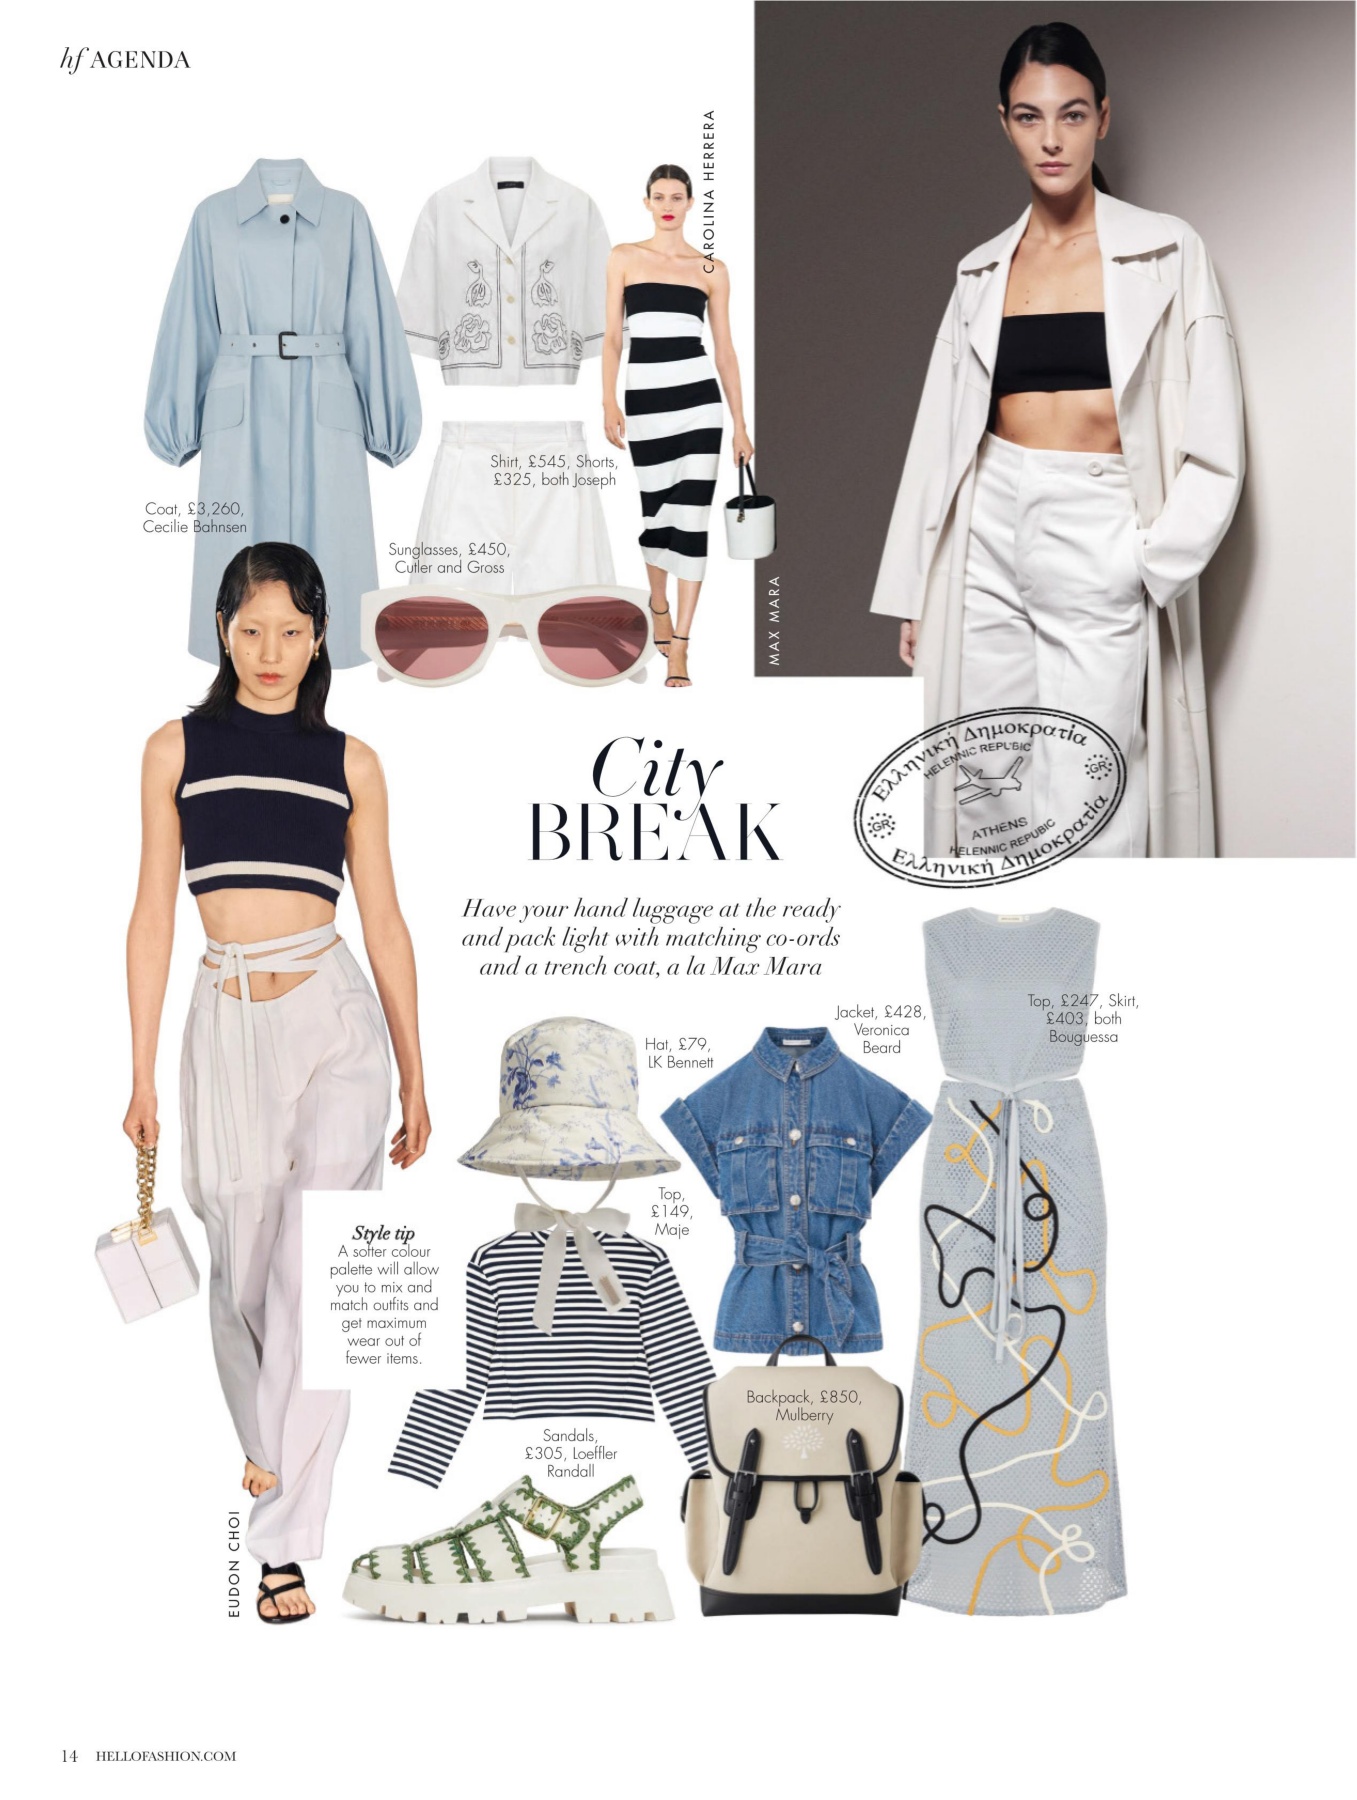 hf AGENDA
CAROLINA HERRERA
Shirt, £545, Shorts,
£325, both Joseph
Coat, £3,260,
Cecilie Bahnsen
Sunglasses, £450,
Cutler and Gross
MAX MARA
City
BREAK
Have your hand luggage at the ready
and pack light with matching co-ords
and a trench coat, a la Max Mara
Ελληνική Δημοκρατία
HELENNIC REPUBIC
GR
GR
ATHENS
HELENNIC REPUBIC
Ελληνική Δημοκρατία
Top, £247, Skirt,
£403, both
Bouguessa
Jacket, £428,
Veronica
Beard
Hat, £79,
LK Bennett
Top,
£149,
Maje
Style tip
A softer colour
palette will allow
you to mix and
match outfits and
get maximum
wear out of
fewer items.
Backpack, £850,
Mulberry
Sandals,
£305, Loeffler
Randall
EUDON CHOI
14 HELLOFASHION.COM